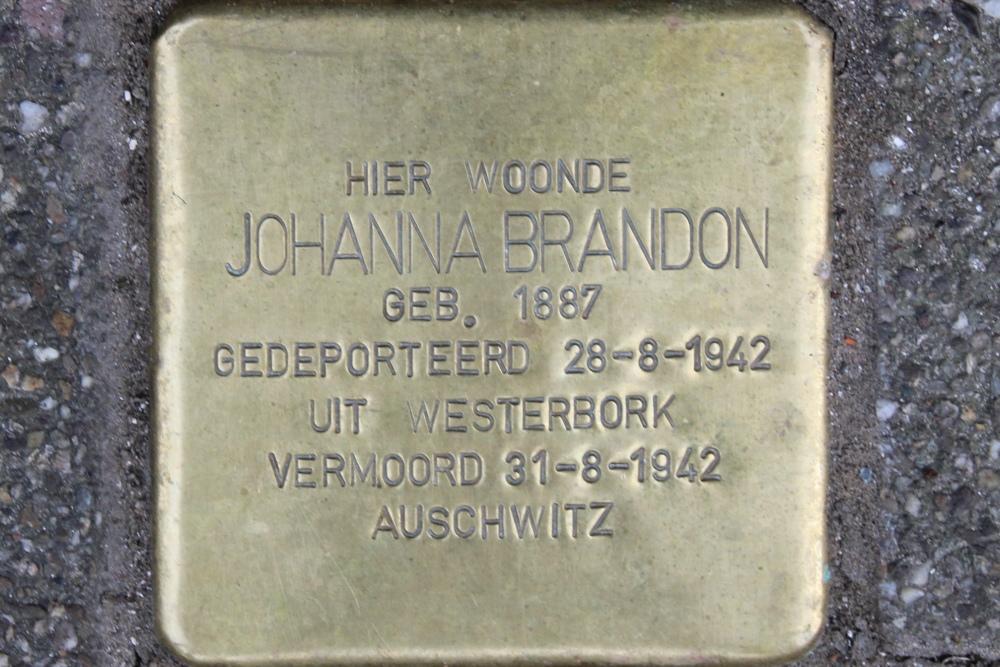 HIER WOONDE
JOHANNA BRANDON
GEB. 1887
GEDEPORTEERD 28-8-1942
UIT WESTERBORK
VERMOORD 31-8-1942
AUSCHWITZ